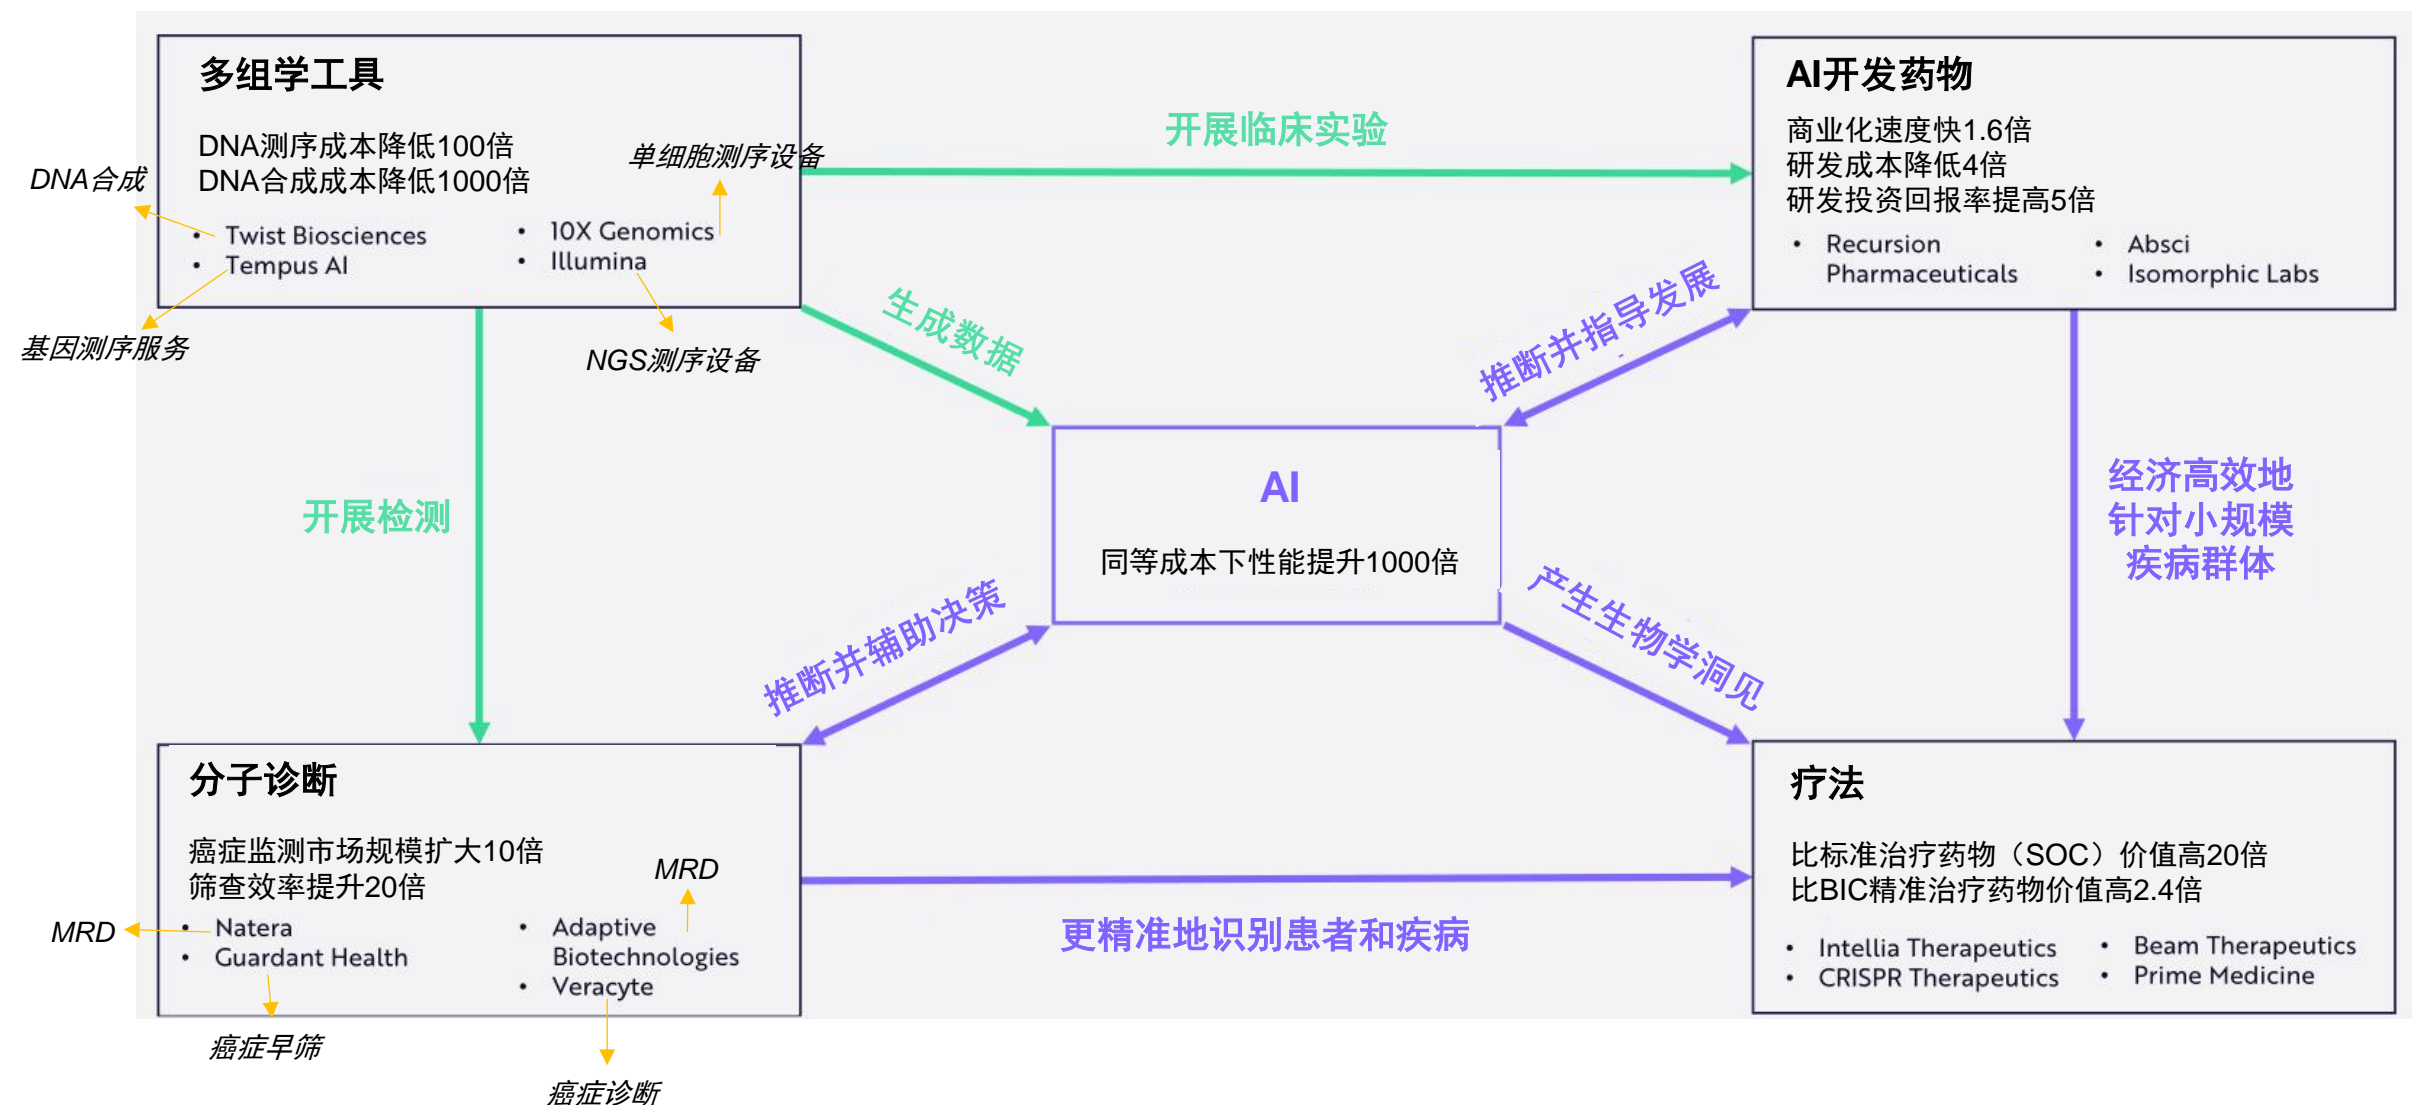 多组学工具
DNA测序成本降低100倍
DNA合成成本降低1000倍
单细胞测序设备
DNA合成
• Twist Biosciences
• Tempus AI
• 10X Genomics
• Illumina
基因测序服务
NGS测序设备
开展临床实验
AI开发药物
商业化速度快1.6倍
研发成本降低4倍
研发投资回报率提高5倍
• Recursion
Pharmaceuticals
• Absci
• Isomorphic Labs
生成数据
推断并指导发展
开展检测
AI
同等成本下性能提升1000倍
经济高效地
针对小规模
疾病群体
推断并辅助决策
产生生物学洞见
分子诊断
癌症监测市场规模扩大10倍
筛查效率提升20倍
MRD
MRD
• Natera
• Guardant Health
• Adaptive
Biotechnologies
• Veracyte
癌症早筛
癌症诊断
更精准地识别患者和疾病
疗法
比标准治疗药物（SOC）价值高20倍
比BIC精准治疗药物价值高2.4倍
• Intellia Therapeutics
• CRISPR Therapeutics
• Beam Therapeutics
• Prime Medicine